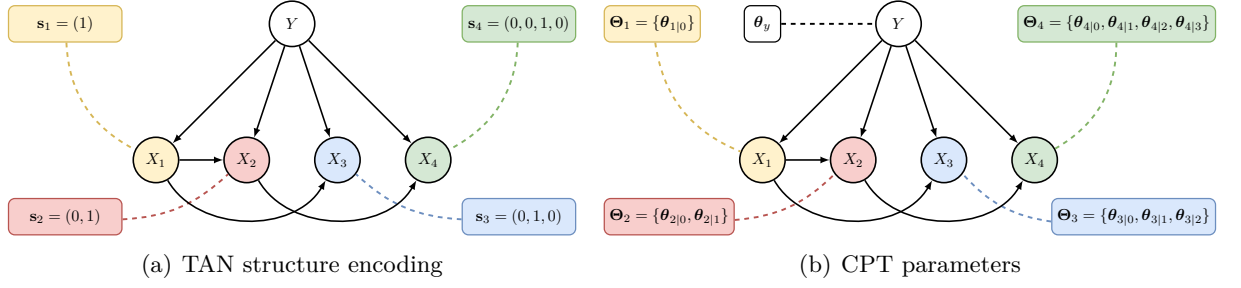 s₁ = (1)
Y
s₄ = (0, 0, 1, 0)
X₁
X₂
X₃
X₄
s₂ = (0, 1)
s₃ = (0, 1, 0)
(a) TAN structure encoding
Θ₁ = {θ₁|₀}
θ_y
Y
Θ₄ = {θ₄|₀, θ₄|₁, θ₄|₂, θ₄|₃}
X₁
X₂
X₃
X₄
Θ₂ = {θ₂|₀, θ₂|₁}
Θ₃ = {θ₃|₀, θ₃|₁, θ₃|₂}
(b) CPT parameters